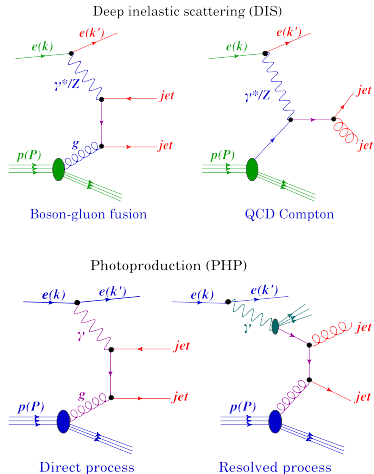 Deep inelastic scattering (DIS)
e(k) e(k') γ*/Z jet g jet p(P)
e(k) e(k') γ*/Z jet jet p(P)
Boson-gluon fusion QCD Compton
Photoproduction (PHP)
e(k) e(k') γ jet g jet p(P)
e(k) e(k') γ jet jet p(P)
Direct process Resolved process